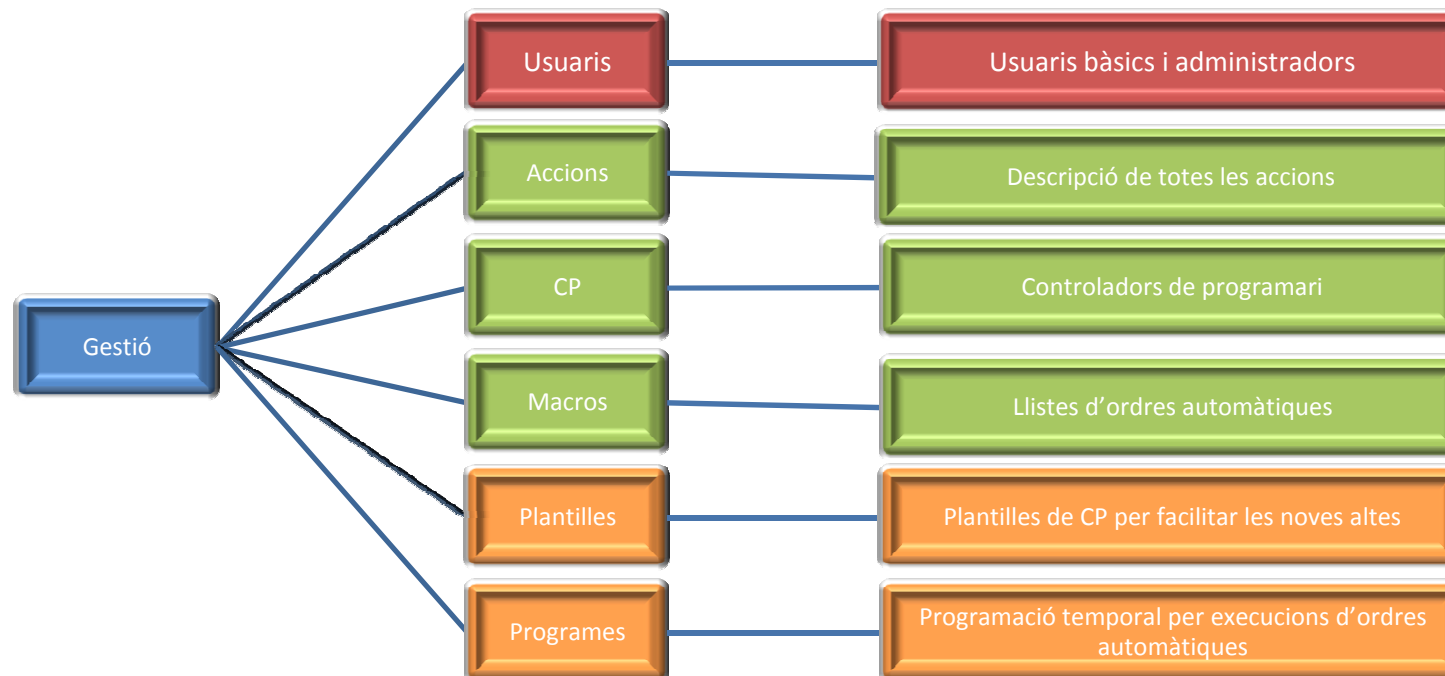 Usuaris
Usuaris bàsics i administradors
Accions
Descripció de totes les accions
CP
Controladors de programari
Gestió
Macros
Llistes d’ordres automàtiques
Plantilles
Plantilles de CP per facilitar les noves altes
Programes
Programació temporal per execucions d’ordres
automàtiques